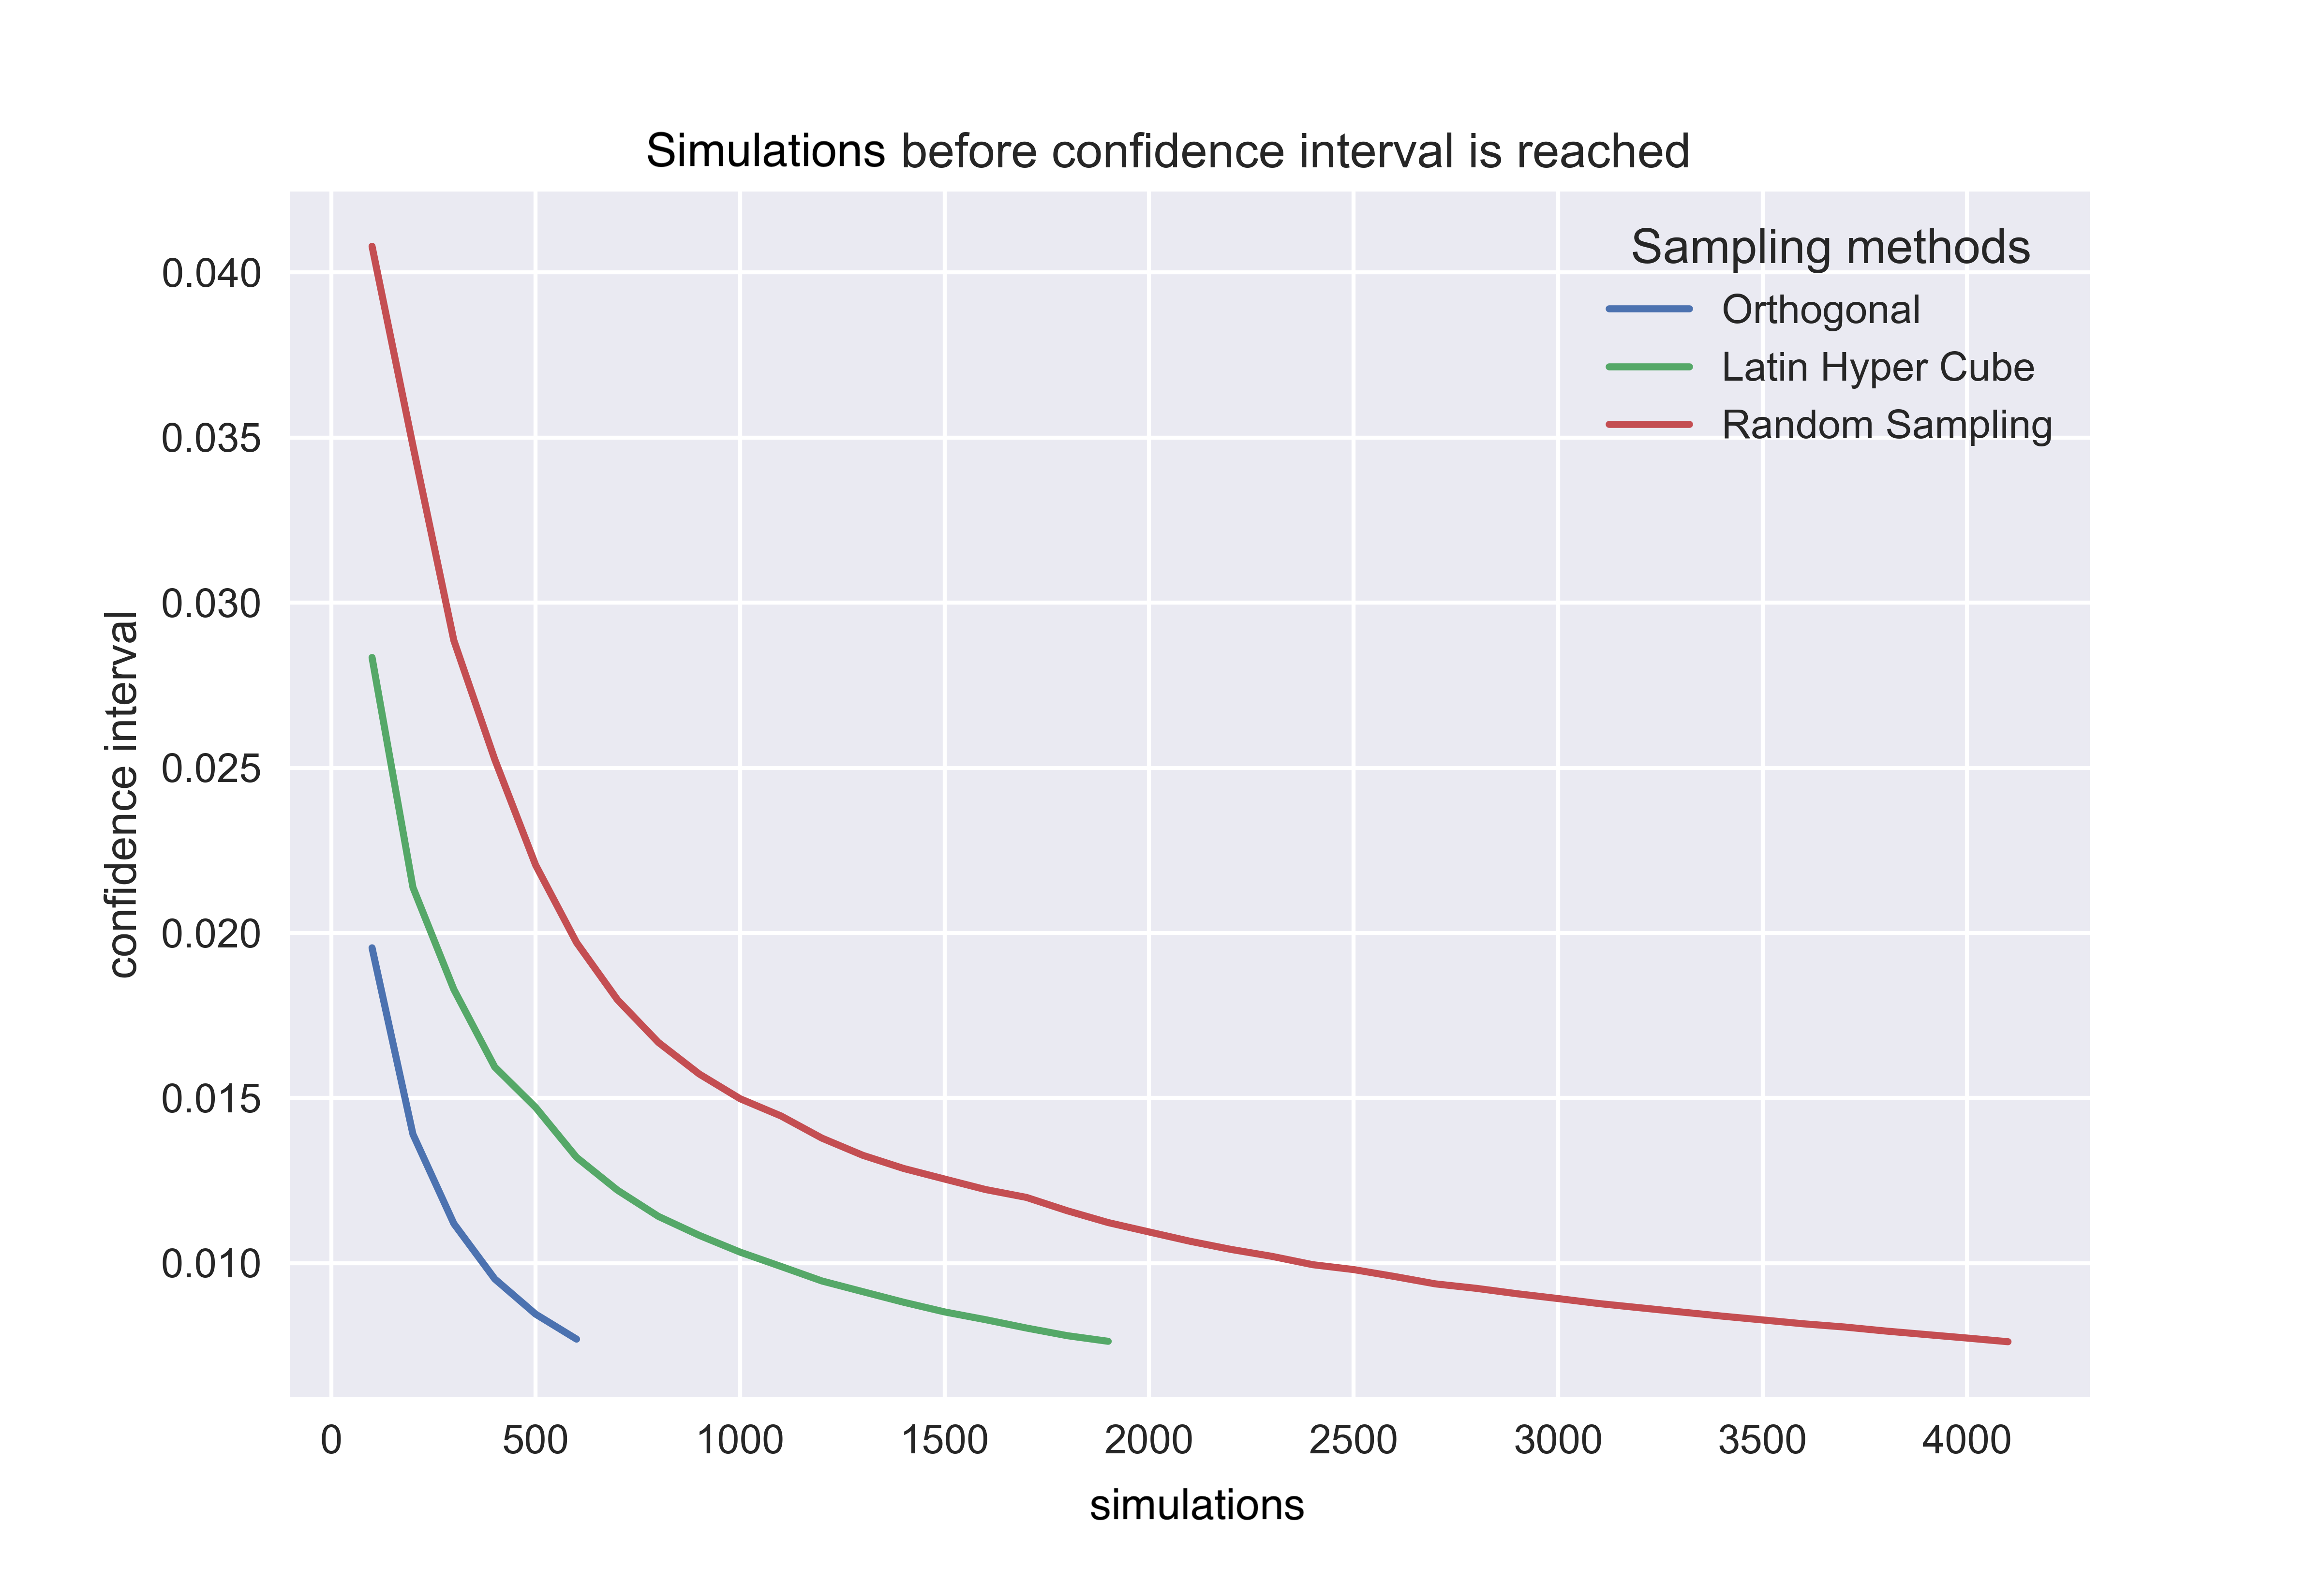 Simulations before confidence interval is reached
Sampling methods
Orthogonal
Latin Hyper Cube
Random Sampling
confidence interval
0.040
0.035
0.030
0.025
0.020
0.015
0.010
0 500 1000 1500 2000 2500 3000 3500 4000
simulations